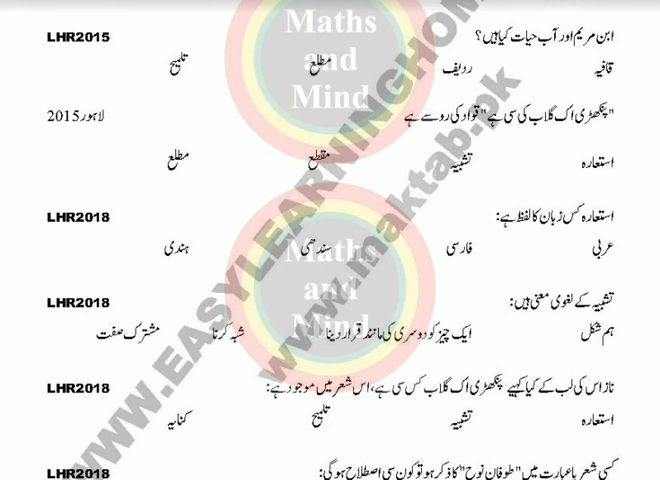 ابن مریم اور آب حیات کیا ہیں؟ LHR2015
قافیہ ردیف مطلع تلمیح
"پنکھڑی اک گلاب کی سی ہے" قواد کی رو سے ہے لاہور 2015
استعارہ تشبیہ مقطع مطلع
استعارہ کس زبان کا لفظ ہے: LHR2018
عربی فارسی سندھی ہندی
تشبیہ کے لغوی معنی ہیں: LHR2018
ہم شکل ایک چیز کو دوسری کی مانند قرار دینا شبہ کرنا مشترک صفت
ناز اس کی لب کے کیا کہیے پنکھڑی اک گلاب کس سی ہے، اس شعر میں موجود ہے: LHR2018
استعارہ تشبیہ تلمیح کنایہ
کسی شعر یا عبارت میں "طوفان نوح" کا ذکر ہو تو کون سی اصطلاح ہوگی: LHR2018
Maths
and
Mind
Maths
and
Mind
WWW.EASYLEARNINGHOM
www.maktab.pk